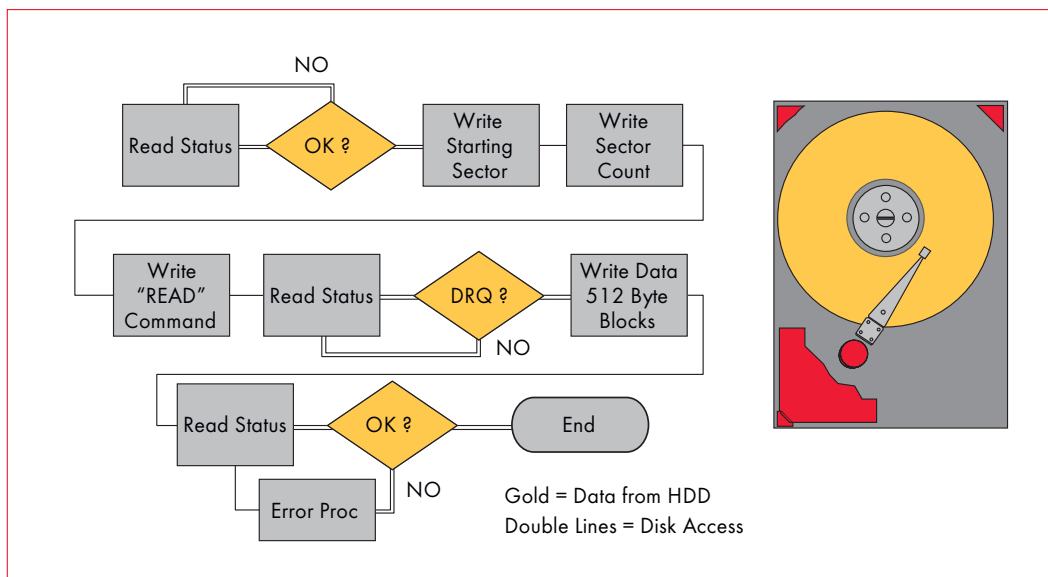 NO
Read Status
OK ?
Write
Starting
Sector
Write
Sector
Count
Write
“READ”
Command
Read Status
DRQ ?
Write Data
512 Byte
Blocks
NO
Read Status
OK ?
End
NO
Error Proc
Gold = Data from HDD
Double Lines = Disk Access